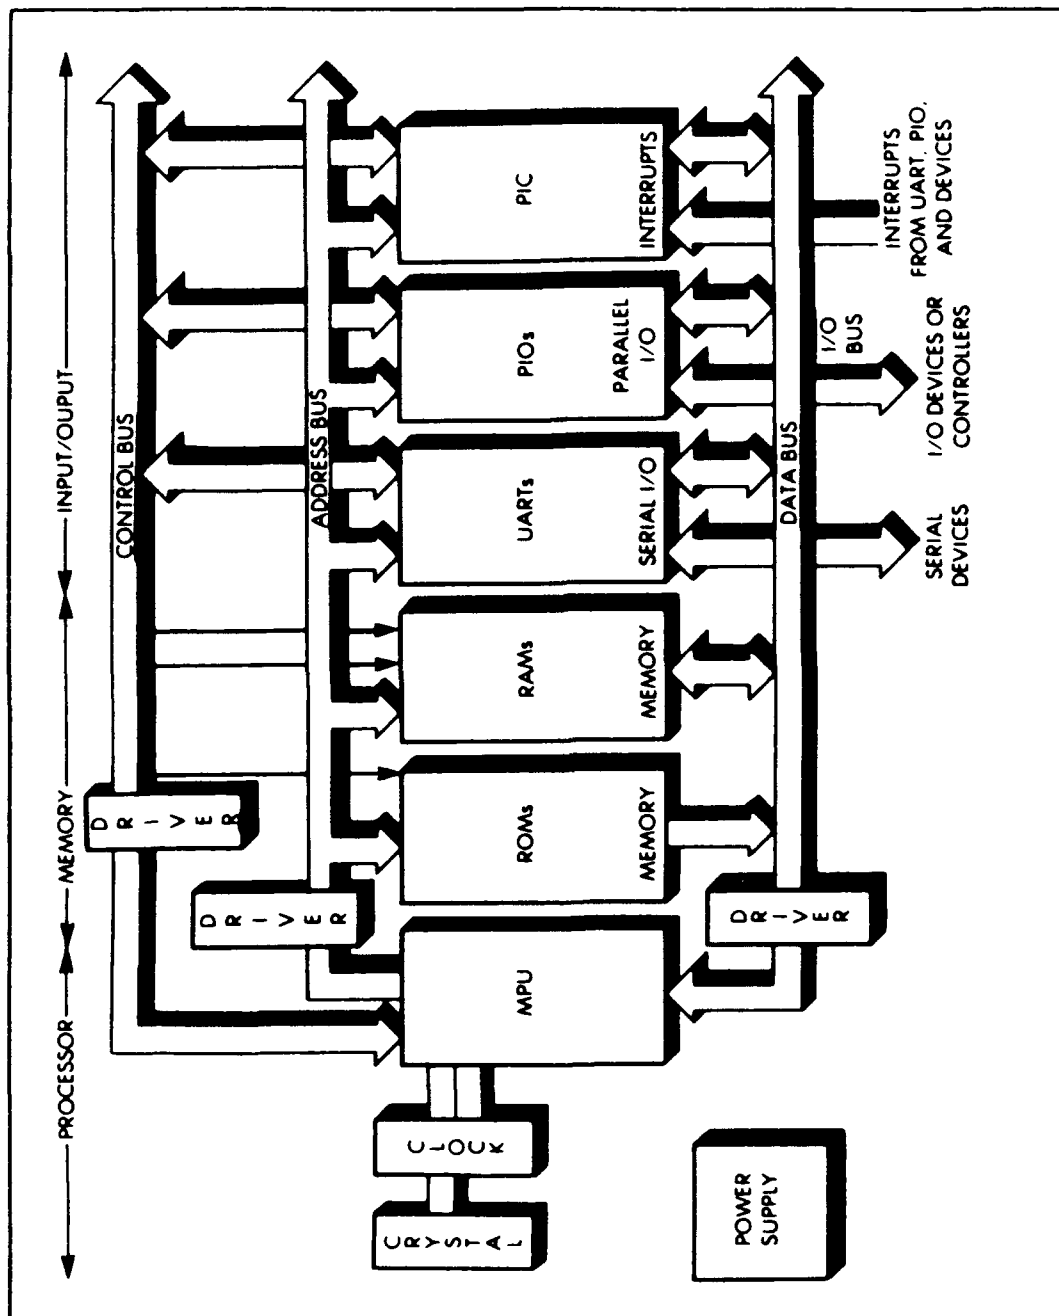 PROCESSOR
MEMORY
INPUT/OUPUT
CONTROL BUS
DRIVER
ADDRESS BUS
DRIVER
CRYSTAL
CLOCK
MPU
ROMs
MEMORY
RAMs
MEMORY
UARTs
SERIAL I/O
PIOs
PARALLEL
I/O
PIC
INTERRUPTS
DRIVER
DATA BUS
I/O
BUS
POWER
SUPPLY
SERIAL
DEVICES
I/O DEVICES OR
CONTROLLERS
INTERRUPTS
FROM UART, PIO,
AND DEVICES